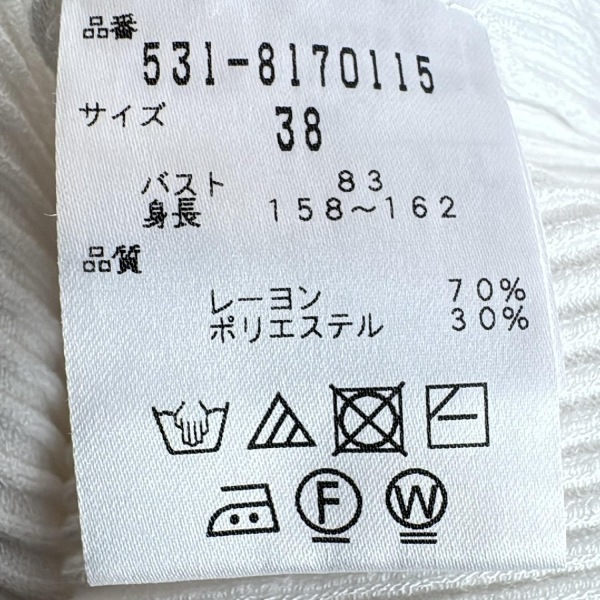 品番
531-8170115
サイズ 38
バスト 83
身長 158～162
品質
レーヨン 70%
ポリエステル 30%
F W